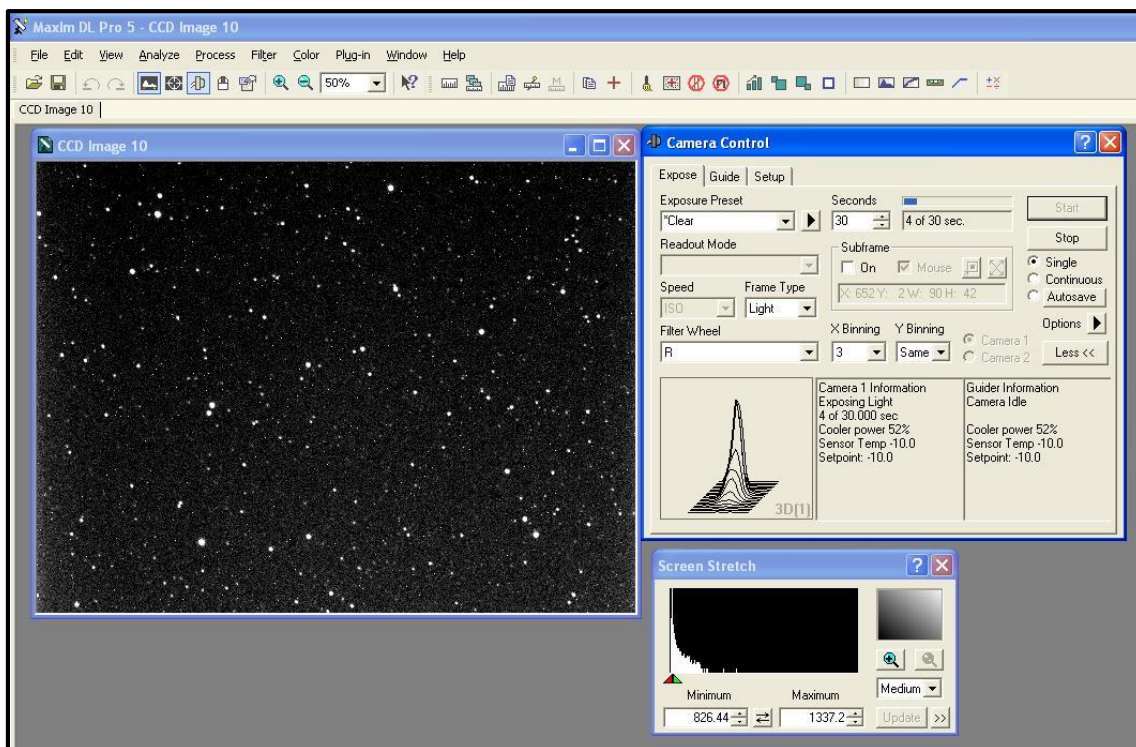 MaxIm DL Pro 5 - CCD Image 10
File Edit View Analyze Process Filter Color Plug-in Window Help
50%
CCD Image 10
CCD Image 10
Camera Control
Expose Guide Setup
Exposure Preset Seconds
*Clear 30 4 of 30 sec. Start
Stop
Readout Mode Subframe
On Mouse Single
Continuous
Speed Frame Type X: 652 Y: 2 W: 90 H: 42 Autosave
ISO Light
Filter Wheel X Binning Y Binning Camera 1 Options
R 3 Same Camera 2 Less <<
3D[1]
Camera 1 Information
Exposing Light
4 of 30.000 sec
Cooler power 52%
Sensor Temp -10.0
Setpoint: -10.0
Guider Information
Camera Idle
Cooler power 52%
Sensor Temp -10.0
Setpoint: -10.0
Screen Stretch
Medium
Minimum Maximum
826.44 1337.2 Update >>